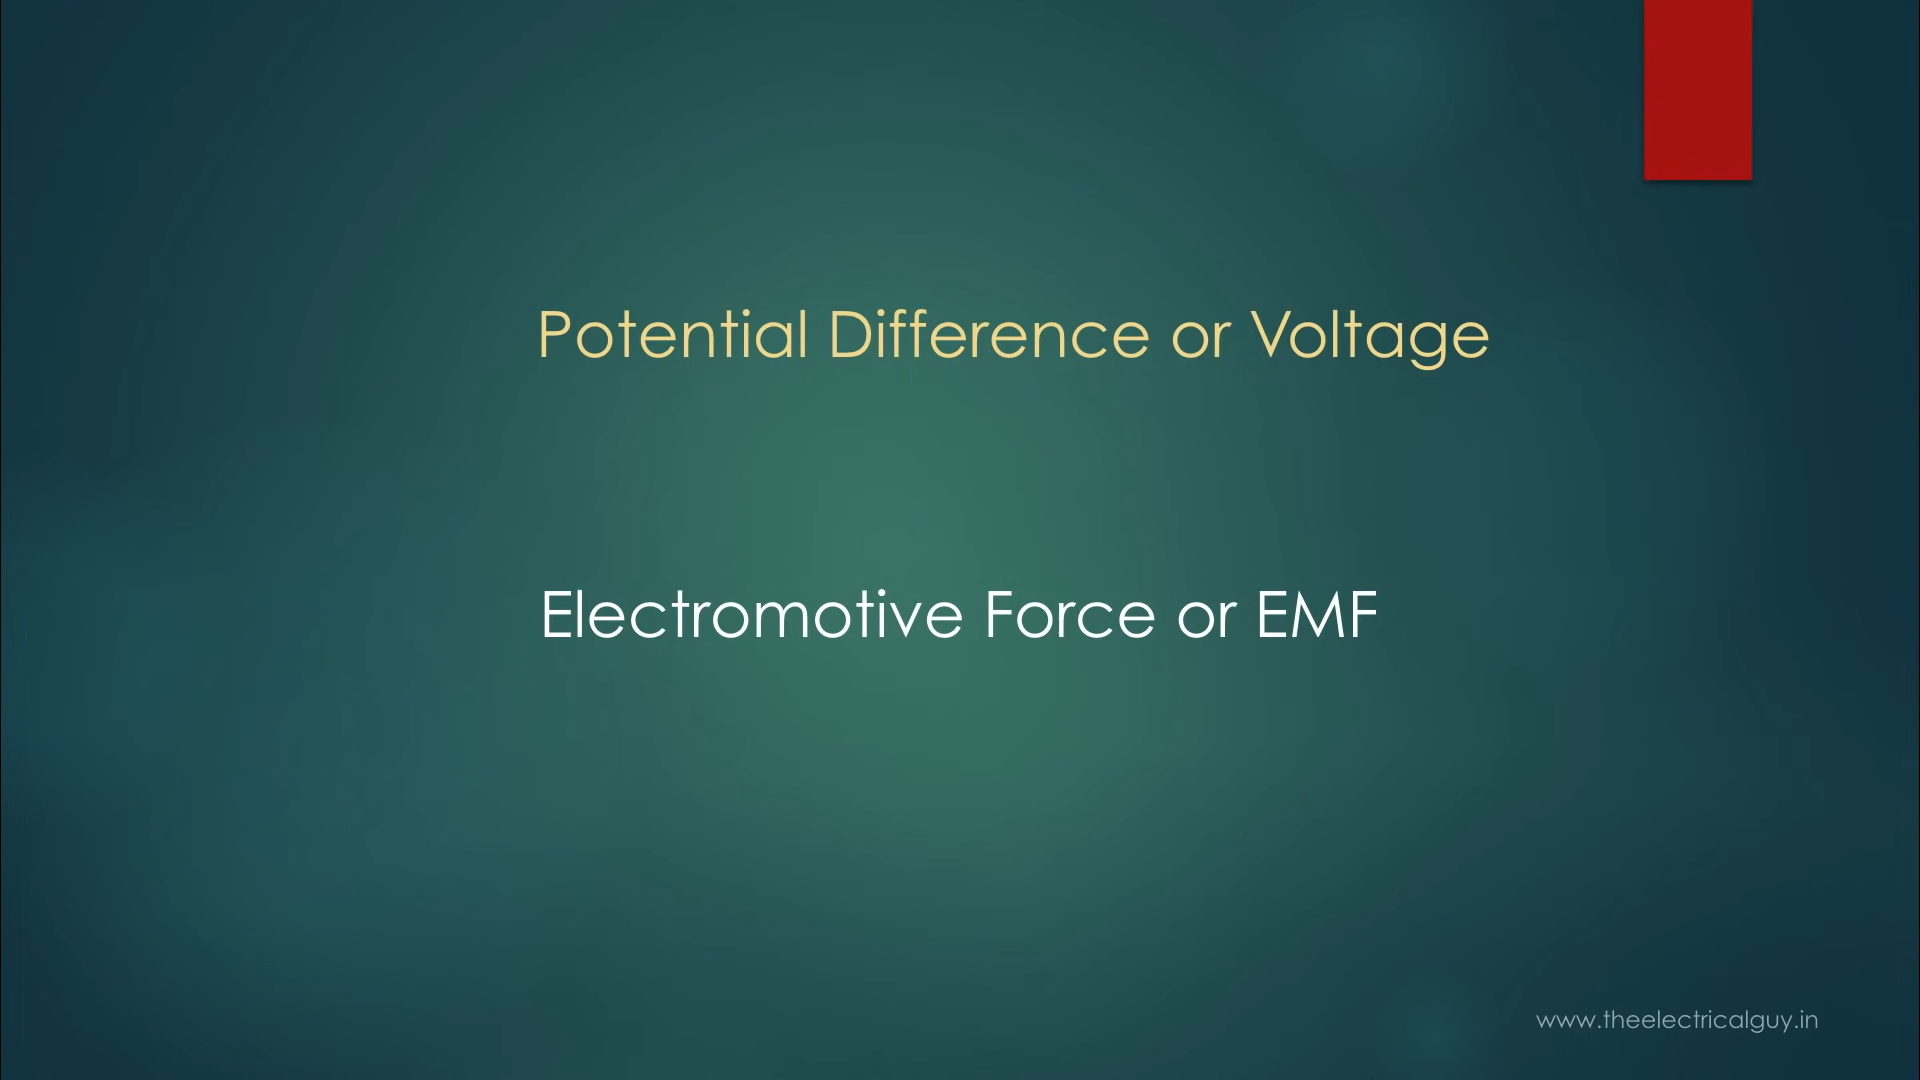 Potential Difference or Voltage
Electromotive Force or EMF
www.theelectricalguy.in